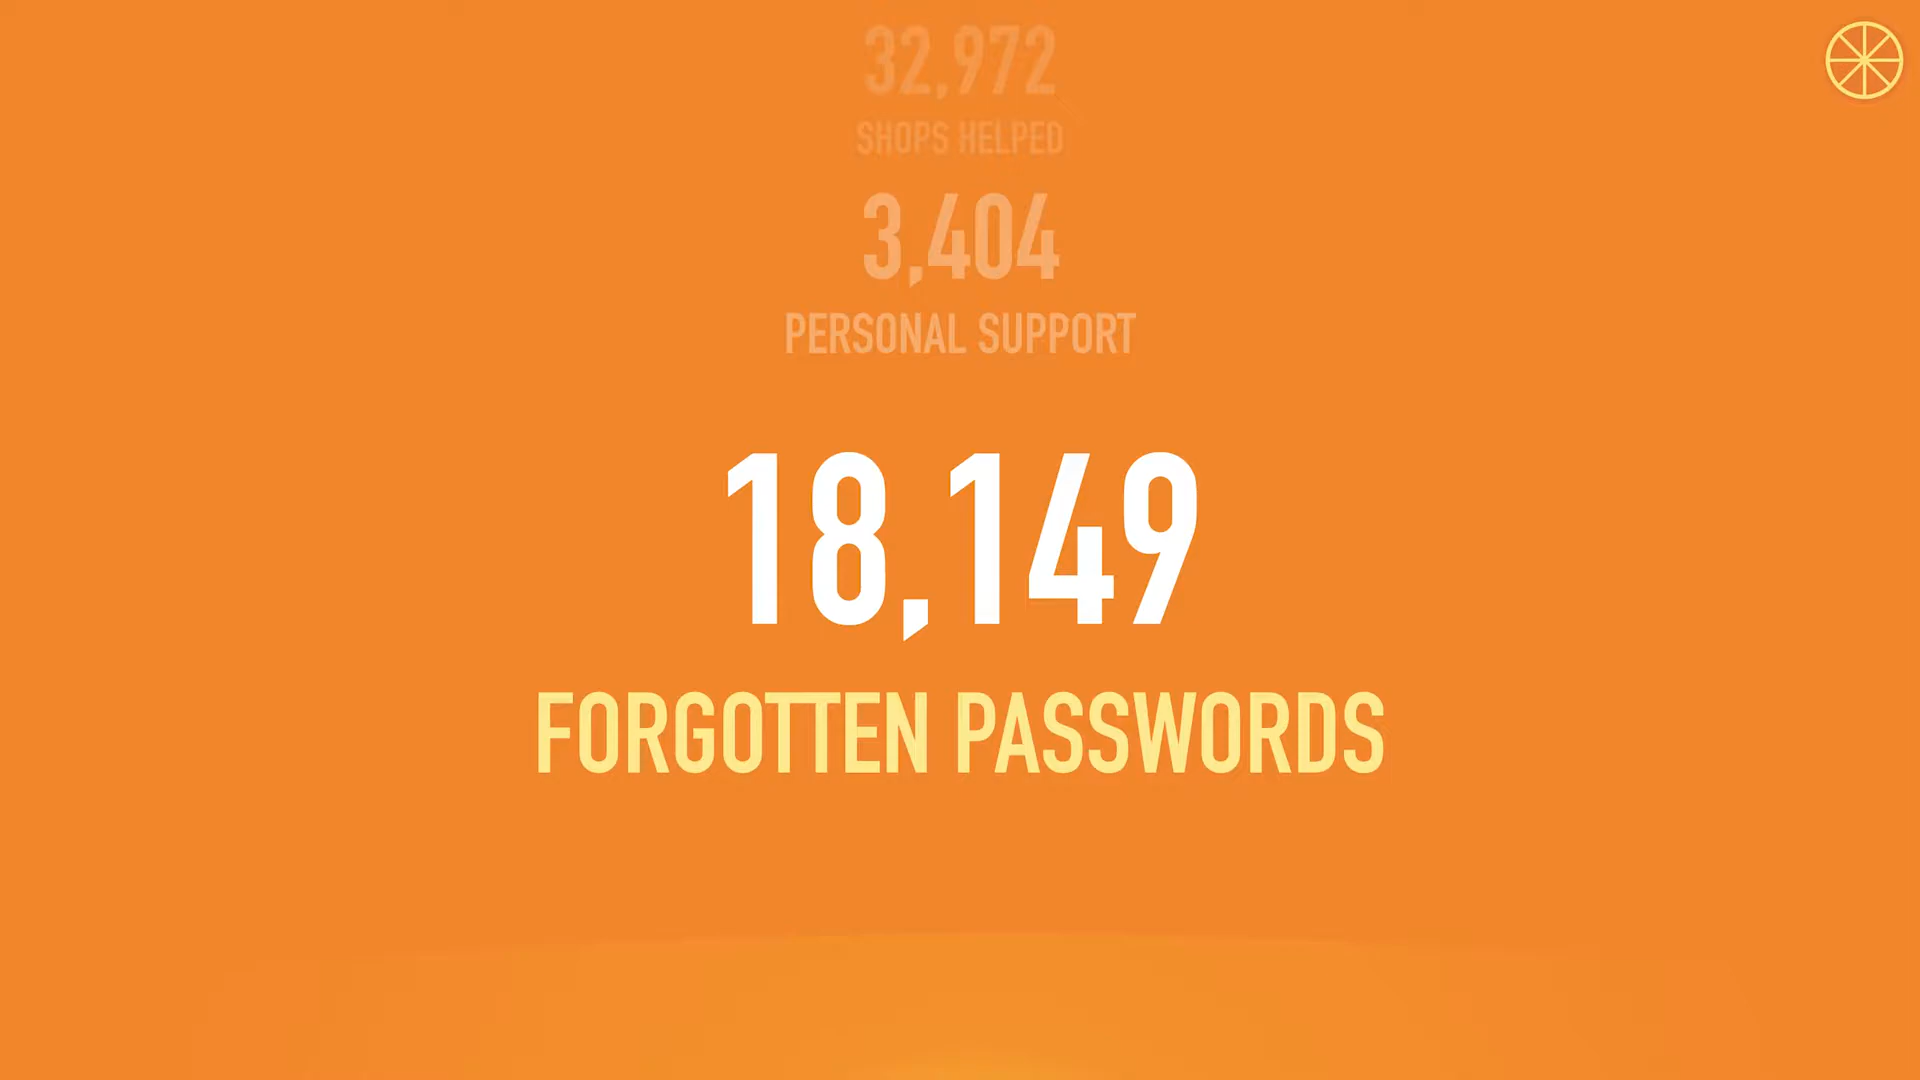 32,972
SHOPS HELPED
3,404
PERSONAL SUPPORT
18,149
FORGOTTEN PASSWORDS